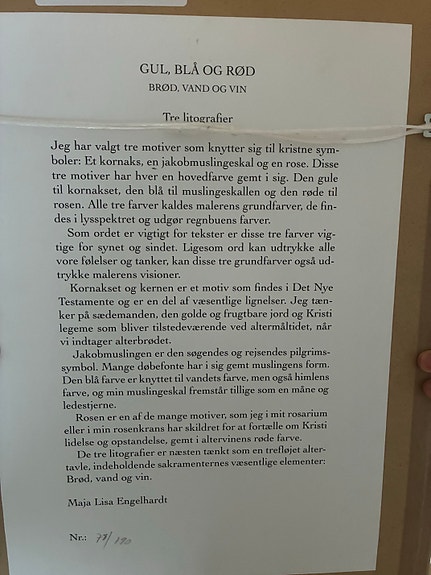 GUL, BLÅ OG RØD
BRØD, VAND OG VIN
Tre litografier
Jeg har valgt tre motiver som knytter sig til kristne sym-
boler: Et kornaks, en jakobmuslingeskal og en rose. Disse
tre motiver har hver en hovedfarve gemt i sig. Den gule
til kornakset, den blå til muslingeskallen og den røde til
rosen. Alle tre farver kaldes malerens grundfarver, de fin-
des i lysspektret og udgør regnbuens farver.
Som ordet er vigtigt for tekster er disse tre farver vig-
tige for synet og sindet. Ligesom ord kan udtrykke alle
vore følelser og tanker, kan disse tre grundfarver også ud-
trykke malerens visioner.
Kornakset og kernen er et motiv som findes i Det Nye
Testamente og er en del af væsentlige lignelser. Jeg tæn-
ker på sædemanden, den golde og frugtbare jord og Kristi
legeme som bliver tilstedeværende ved altermåltidet, når
vi indtager alterbrødet.
Jakobmuslingen er den søgendes og rejsendes pilgrims-
symbol. Mange døbefonte har i sig gemt muslingens form.
Den blå farve er knyttet til vandets farve, men også himlens
farve, og min muslingeskal fremstår tillige som en måne og
ledestjerne.
Rosen er en af de mange motiver, som jeg i mit rosarium
eller i min rosenkrans har skildret for at fortælle om Kristi
lidelse og opstandelse, gemt i altervinens røde farve.
De tre litografier er næsten tænkt som en trefløjet alter-
tavle, indeholdende sakramenternes væsentlige elementer:
Brød, vand og vin.
Maja Lisa Engelhardt
Nr.: 78/190